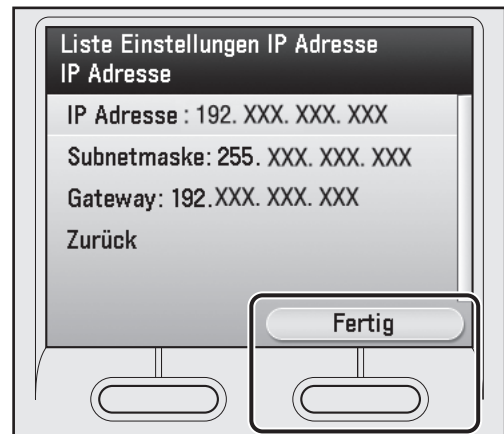 Liste Einstellungen IP Adresse
IP Adresse
IP Adresse : 192. XXX. XXX. XXX
Subnetmaske: 255. XXX. XXX. XXX
Gateway: 192.XXX. XXX. XXX
Zurück
Fertig